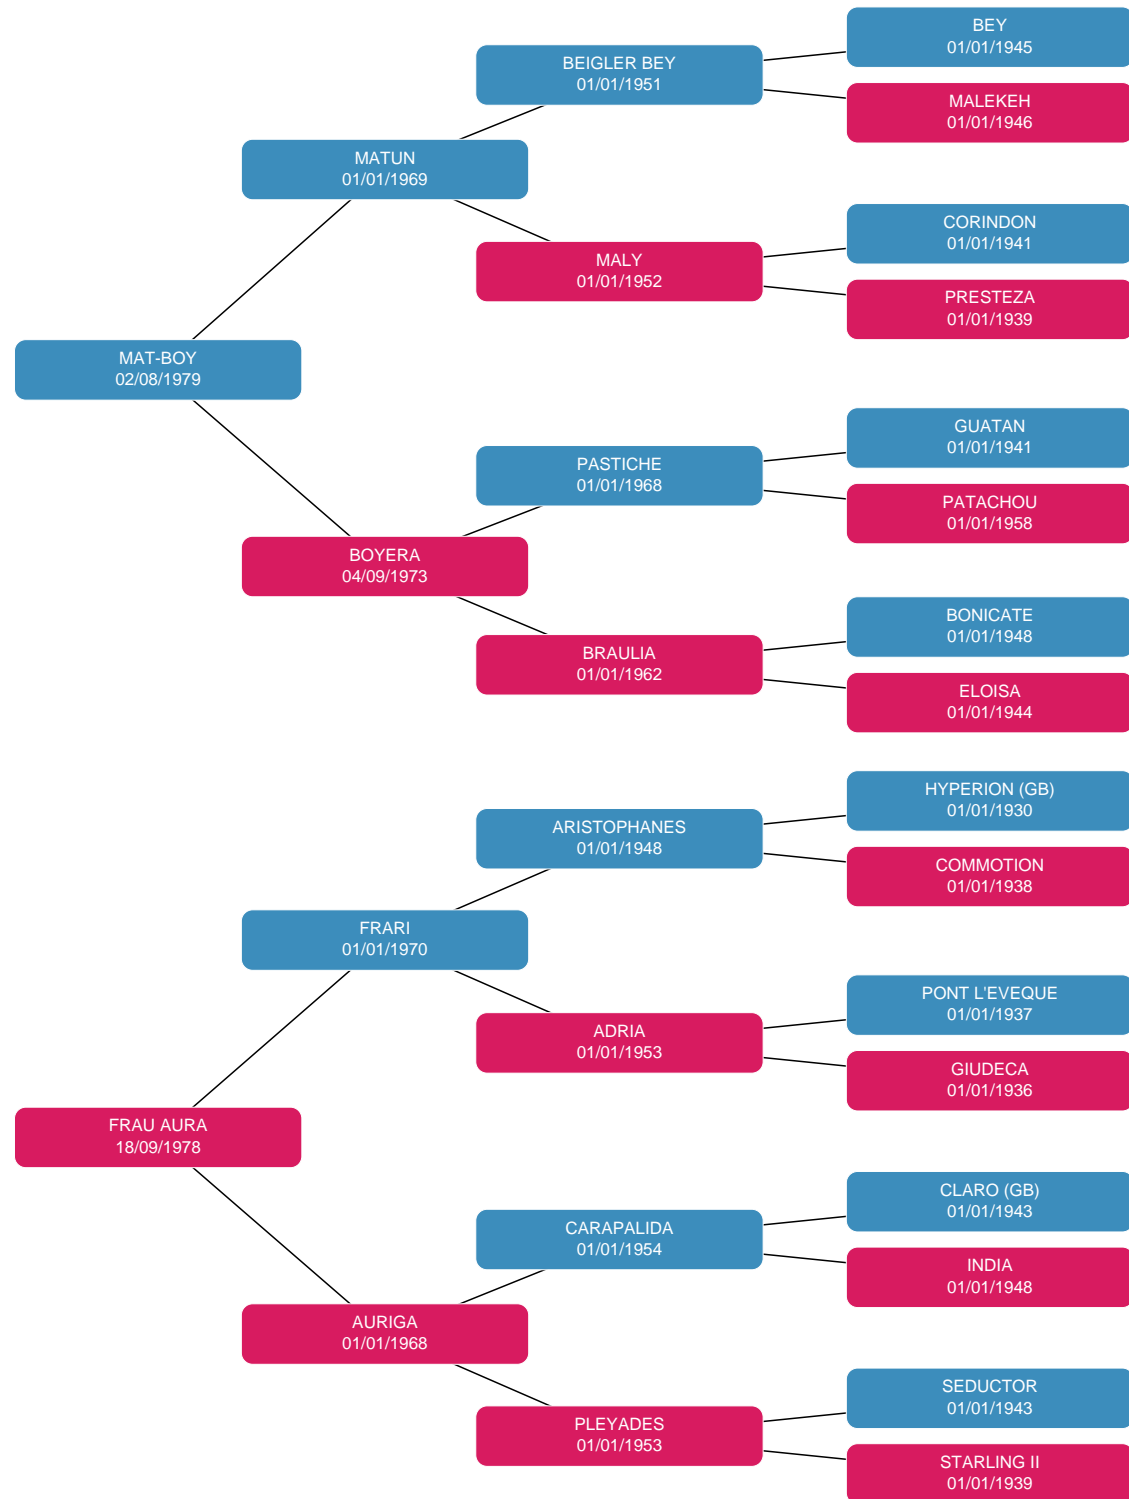 BEY
01/01/1945
BEIGLER BEY
01/01/1951
MALEKEH
01/01/1946
MATUN
01/01/1969
CORINDON
01/01/1941
MALY
01/01/1952
PRESTEZA
01/01/1939
MAT-BOY
02/08/1979
GUATAN
01/01/1941
PASTICHE
01/01/1968
PATACHOU
01/01/1958
BOYERA
04/09/1973
BONICATE
01/01/1948
BRAULIA
01/01/1962
ELOISA
01/01/1944
HYPERION (GB)
01/01/1930
ARISTOPHANES
01/01/1948
COMMOTION
01/01/1938
FRARI
01/01/1970
PONT L'EVEQUE
01/01/1937
ADRIA
01/01/1953
GIUDECA
01/01/1936
FRAU AURA
18/09/1978
CLARO (GB)
01/01/1943
CARAPALIDA
01/01/1954
INDIA
01/01/1948
AURIGA
01/01/1968
SEDUCTOR
01/01/1943
PLEYADES
01/01/1953
STARLING II
01/01/1939